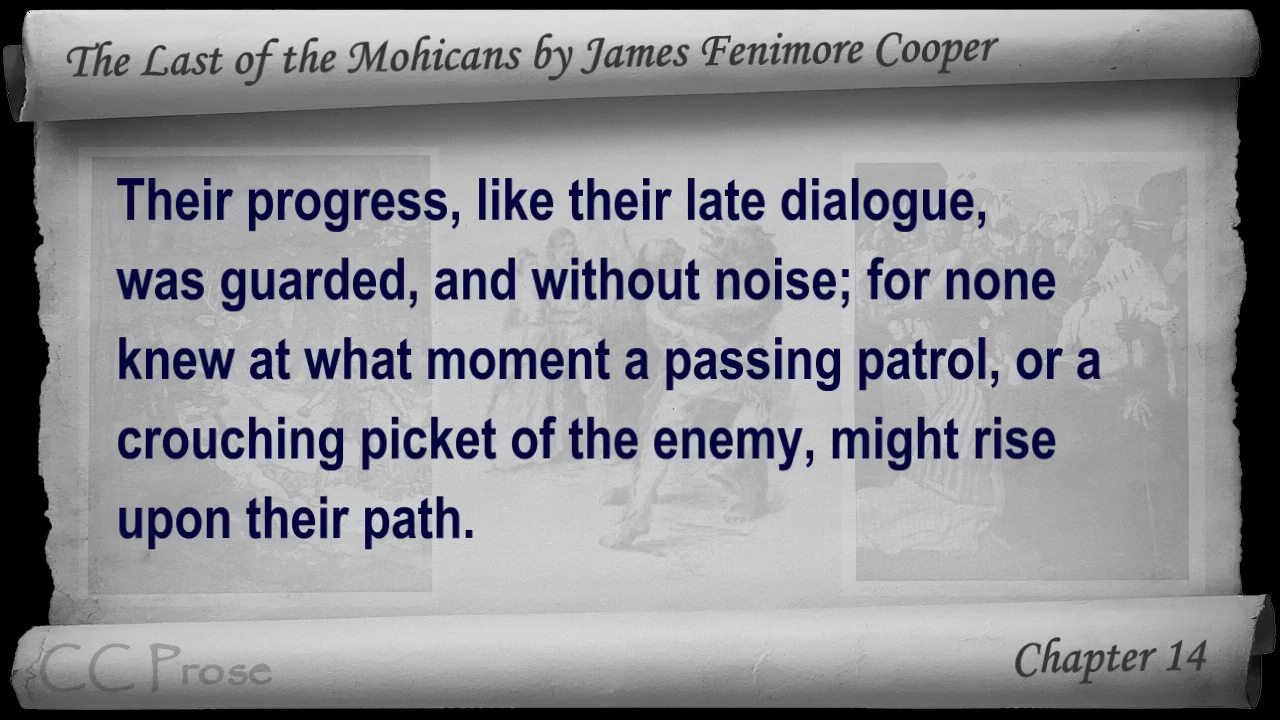 The Last of the Mohicans by James Fenimore Cooper
Their progress, like their late dialogue,
was guarded, and without noise; for none
knew at what moment a passing patrol, or a
crouching picket of the enemy, might rise
upon their path.
CC Prose
Chapter 14